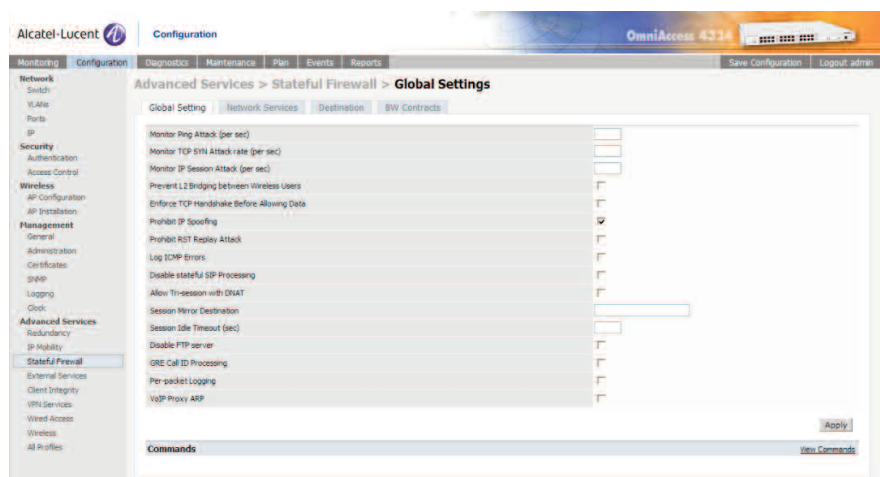 Alcatel-Lucent
Configuration
OmniAccess 4324
Monitoring Configuration Diagnostics Maintenance Plan Events Reports Save Configuration Logout admin
Network
Switch
VLANs
Ports
IP
Security
Authentication
Access Control
Wireless
AP Configuration
AP Installation
Management
General
Administration
Certificates
SNMP
Logging
Clock
Advanced Services
Redundancy
IP Mobility
Stateful Firewall
External Services
Client Integrity
VPN Services
Wired Access
Wireless
All Profiles
Advanced Services > Stateful Firewall > Global Settings
Global Setting Network Services Destination BW Contracts
Monitor Ping Attack (per sec)
Monitor TCP SYN Attack rate (per sec)
Monitor IP Session Attack (per sec)
Prevent L2 Bridging between Wireless Users
Enforce TCP Handshake Before Allowing Data
Prohibit IP Spoofing
Prohibit RST Replay Attack
Log ICMP Errors
Disable stateful SIP Processing
Allow Tri-session with DNAT
Session Mirror Destination
Session Idle Timeout (sec)
Disable FTP server
GRE Call ID Processing
Per-packet Logging
VoIP Proxy ARP
Apply
Commands View Commands